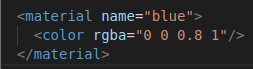 <material name="blue">
  <color rgba="0 0 0.8 1"/>
</material>